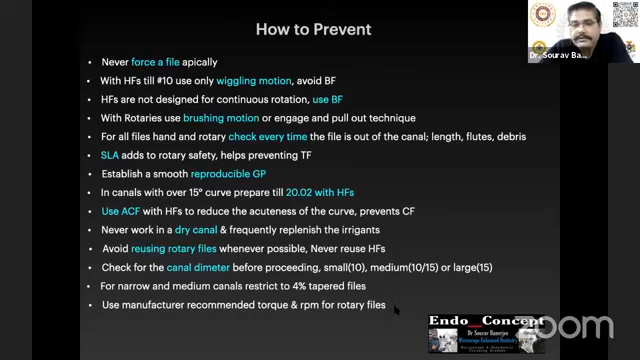 How to Prevent
Never force a file apically
With HFs till #10 use only wiggling motion, avoid BF
HFs are not designed for continuous rotation, use BF
With Rotaries use brushing motion or engage and pull out technique
For all files hand and rotary check every time the file is out of the canal; length, flutes, debris
SLA adds to rotary safety, helps preventing TF
Establish a smooth reproducible GP
In canals with over 15° curve prepare till 20.02 with HFs
Use ACF with HFs to reduce the acuteness of the curve, prevents CF
Never work in a dry canal & frequently replenish the irrigants
Avoid reusing rotary files whenever possible, Never reuse HFs
Check for the canal dimeter before proceeding, small(10), medium(10/15) or large(15)
For narrow and medium canals restrict to 4% tapered files
Use manufacturer recommended torque & rpm for rotary files
Dr. Sourav Ba...
Endo_Concept
Dr Sourav Banerjee
Microscope Enhanced Dentistry
zoom